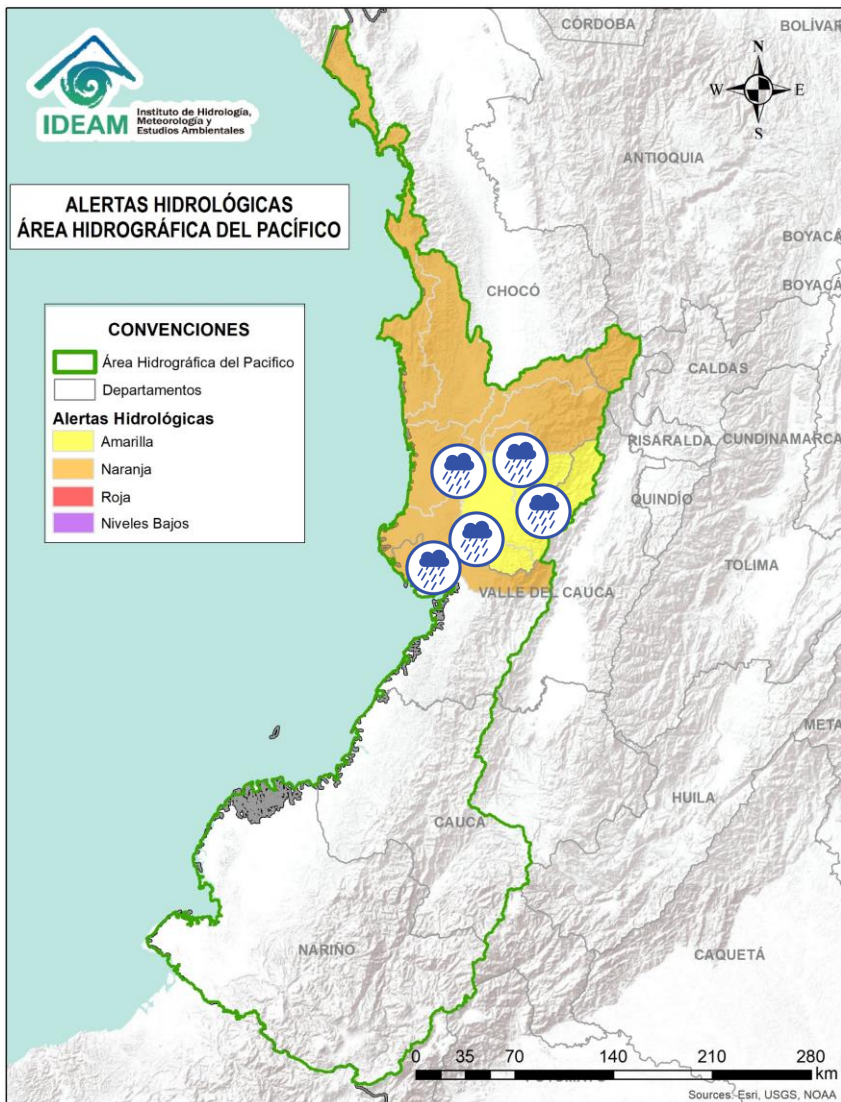 CÓRDOBA
BOLÍVAR
IDEAM
Instituto de Hidrología,
Meteorología y
Estudios Ambientales
N
W
E
S
ANTIOQUIA
ALERTAS HIDROLÓGICAS
ÁREA HIDROGRÁFICA DEL PACÍFICO
BOYACÁ
BOYACÁ
CHOCÓ
CONVENCIONES
Área Hidrográfica del Pacifico
Departamentos
Alertas Hidrológicas
Amarilla
Naranja
Roja
Niveles Bajos
CALDAS
RISARALDA
CUNDINAMARCA
QUINDÍO
TOLIMA
VALLE DEL CAUCA
META
HUILA
CAUCA
NARIÑO
CAQUETÁ
0 35 70 140 210 280
km
Sources: Esri, USGS, NOAA